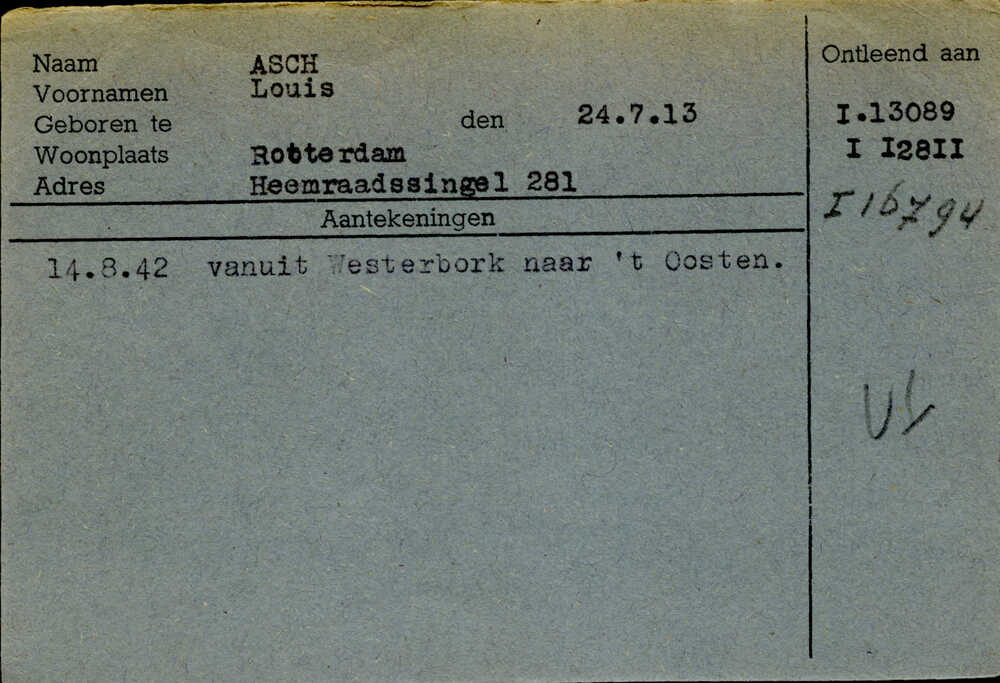 Naam ASCH
Voornamen Louis
Geboren te den 24.7.13
Woonplaats Rotterdam
Adres Heemraadssingel 281
Aantekeningen
14.8.42 vanuit Westerbork naar 't Oosten.
Ontleend aan
I.13089
I I28II
I 16794